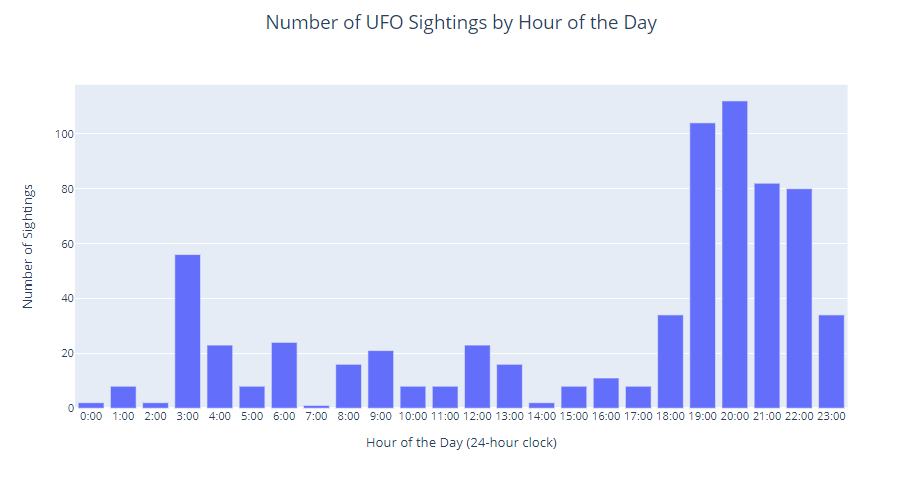 Number of UFO Sightings by Hour of the Day
Number of Sightings
100
80
60
40
20
0
0:00 1:00 2:00 3:00 4:00 5:00 6:00 7:00 8:00 9:00 10:00 11:00 12:00 13:00 14:00 15:00 16:00 17:00 18:00 19:00 20:00 21:00 22:00 23:00
Hour of the Day (24-hour clock)